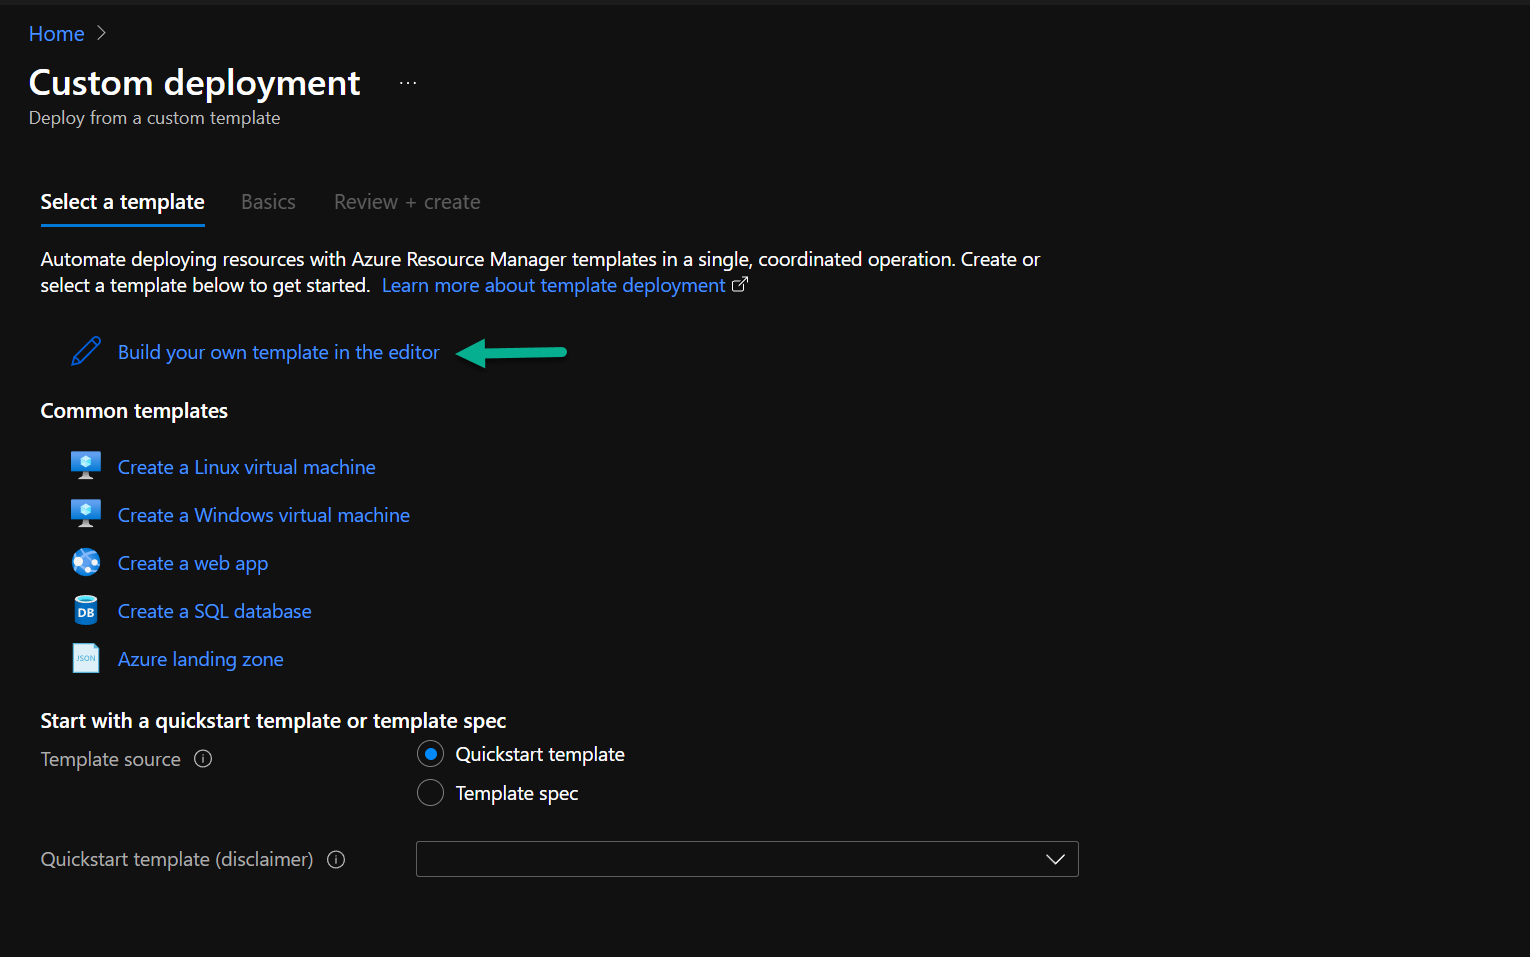 Home
Custom deployment ...
Deploy from a custom template
Select a template Basics Review + create
Automate deploying resources with Azure Resource Manager templates in a single, coordinated operation. Create or
select a template below to get started. Learn more about template deployment
Build your own template in the editor
Common templates
Create a Linux virtual machine
Create a Windows virtual machine
Create a web app
DB Create a SQL database
JSON Azure landing zone
Start with a quickstart template or template spec
Template source Quickstart template
Template spec
Quickstart template (disclaimer)